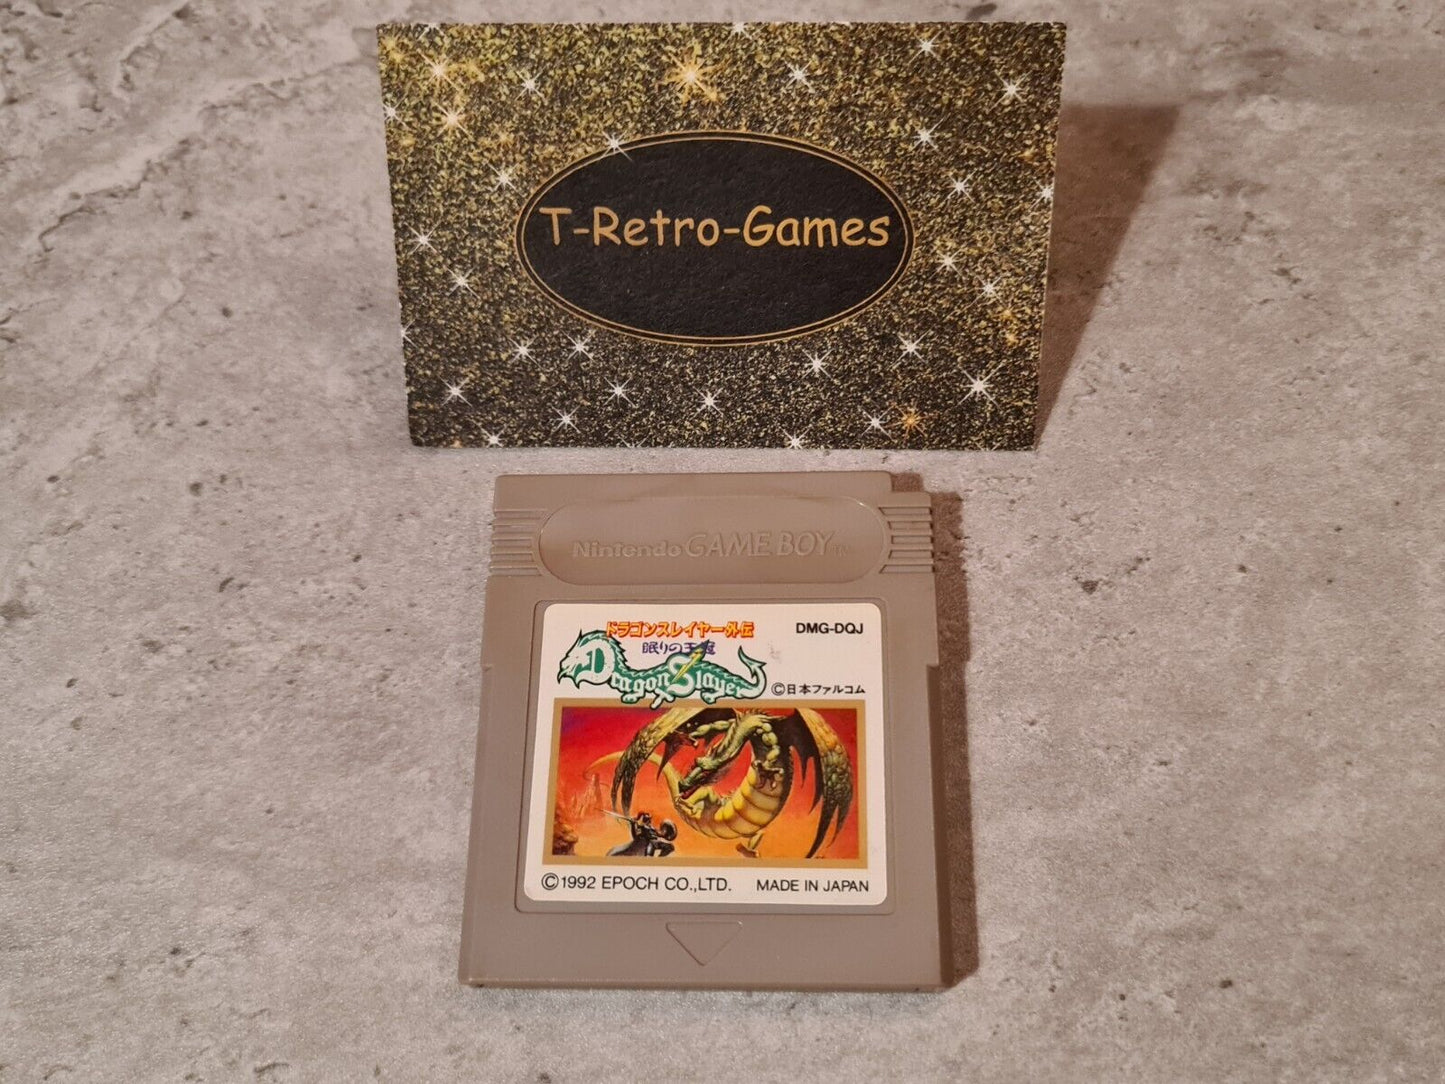 T-Retro-Games
Nintendo GAME BOY TM
ドラゴンスレイヤー外伝
DMG-DQJ
眠りの王冠
Dragon Slayer
©日本ファルコム
©1992 EPOCH CO.,LTD. MADE IN JAPAN